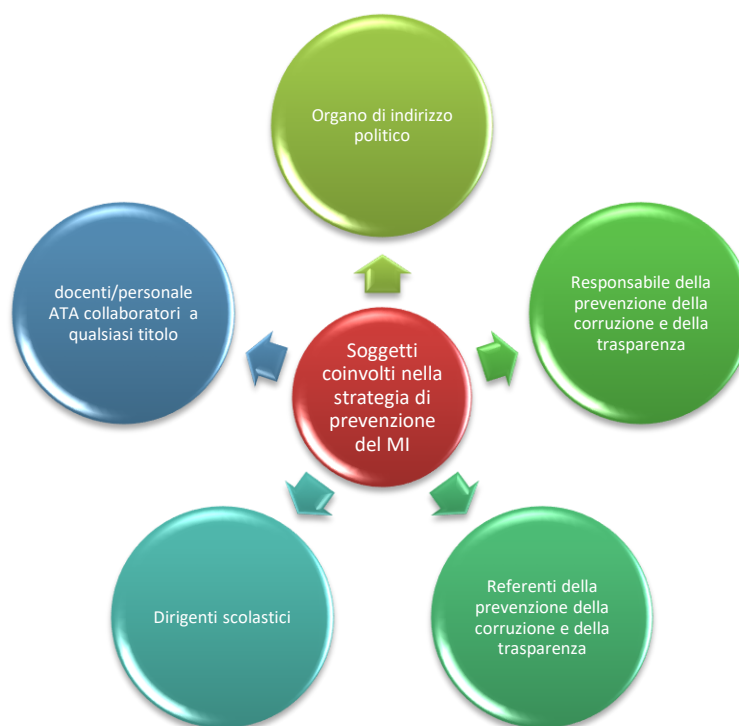 Organo di indirizzo
politico
docenti/personale
ATA collaboratori a
qualsiasi titolo
Responsabile della
prevenzione della
corruzione e della
trasparenza
Soggetti
coinvolti nella
strategia di
prevenzione
del MI
Dirigenti scolastici
Referenti della
prevenzione della
corruzione e della
trasparenza